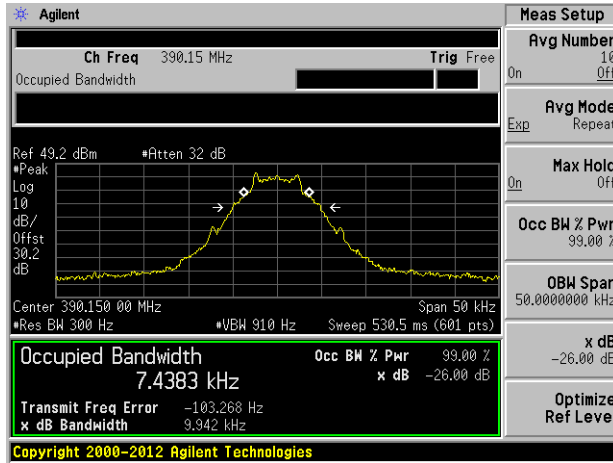 Agilent
Ch Freq 390.15 MHz Trig Free
Occupied Bandwidth
Ref 49.2 dBm #Atten 32 dB
#Peak
Log
10
dB/
Offst
30.2
dB
Center 390.150 00 MHz Span 50 kHz
#Res BW 300 Hz #VBW 910 Hz Sweep 530.5 ms (601 pts)
Occupied Bandwidth Occ BW % Pwr 99.00 %
7.4383 kHz x dB -26.00 dB
Transmit Freq Error -103.268 Hz
x dB Bandwidth 9.942 kHz
Copyright 2000-2012 Agilent Technologies
Meas Setup
Avg Number
10
On Off
Avg Mode
Exp Repeat
Max Hold
On Off
Occ BW % Pwr
99.00 %
OBW Span
50.0000000 kHz
x dB
-26.00 dB
Optimize
Ref Level